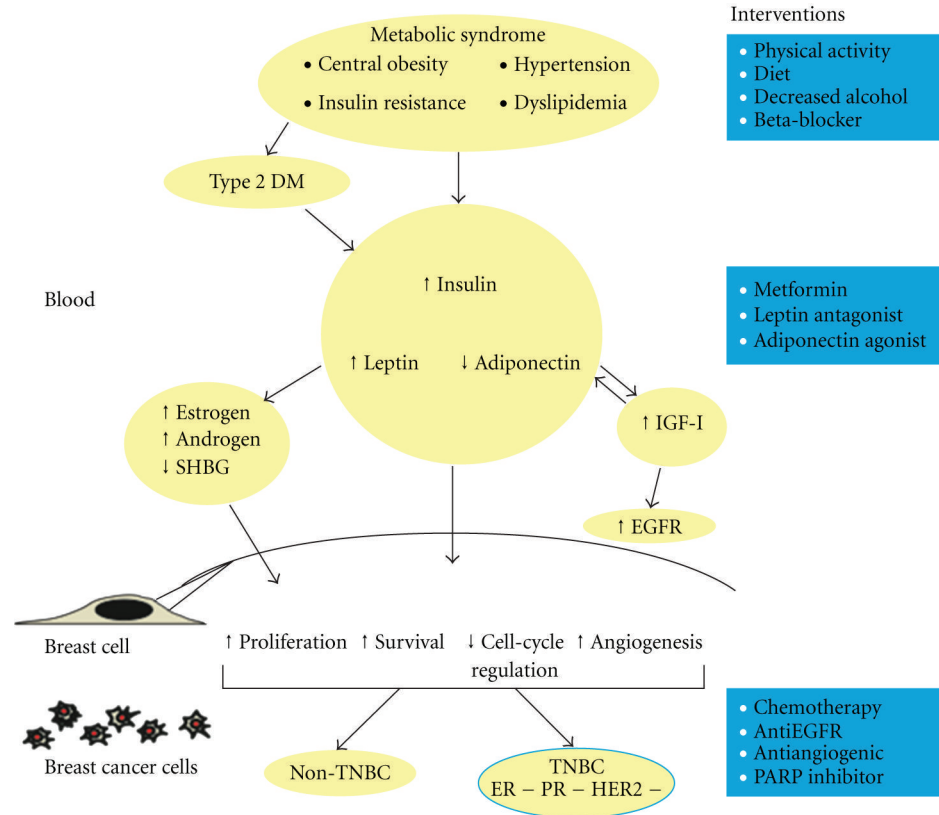 Interventions
Metabolic syndrome
• Central obesity • Hypertension
• Insulin resistance • Dyslipidemia
• Physical activity
• Diet
• Decreased alcohol
• Beta-blocker
Type 2 DM
Blood
↑ Insulin
↑ Leptin ↓ Adiponectin
• Metformin
• Leptin antagonist
• Adiponectin agonist
↑ Estrogen
↑ Androgen
↓ SHBG
↑ IGF-I
↑ EGFR
Breast cell
↑ Proliferation ↑ Survival ↓ Cell-cycle ↑ Angiogenesis
regulation
Breast cancer cells
Non-TNBC
TNBC
ER − PR − HER2 −
• Chemotherapy
• AntiEGFR
• Antiangiogenic
• PARP inhibitor